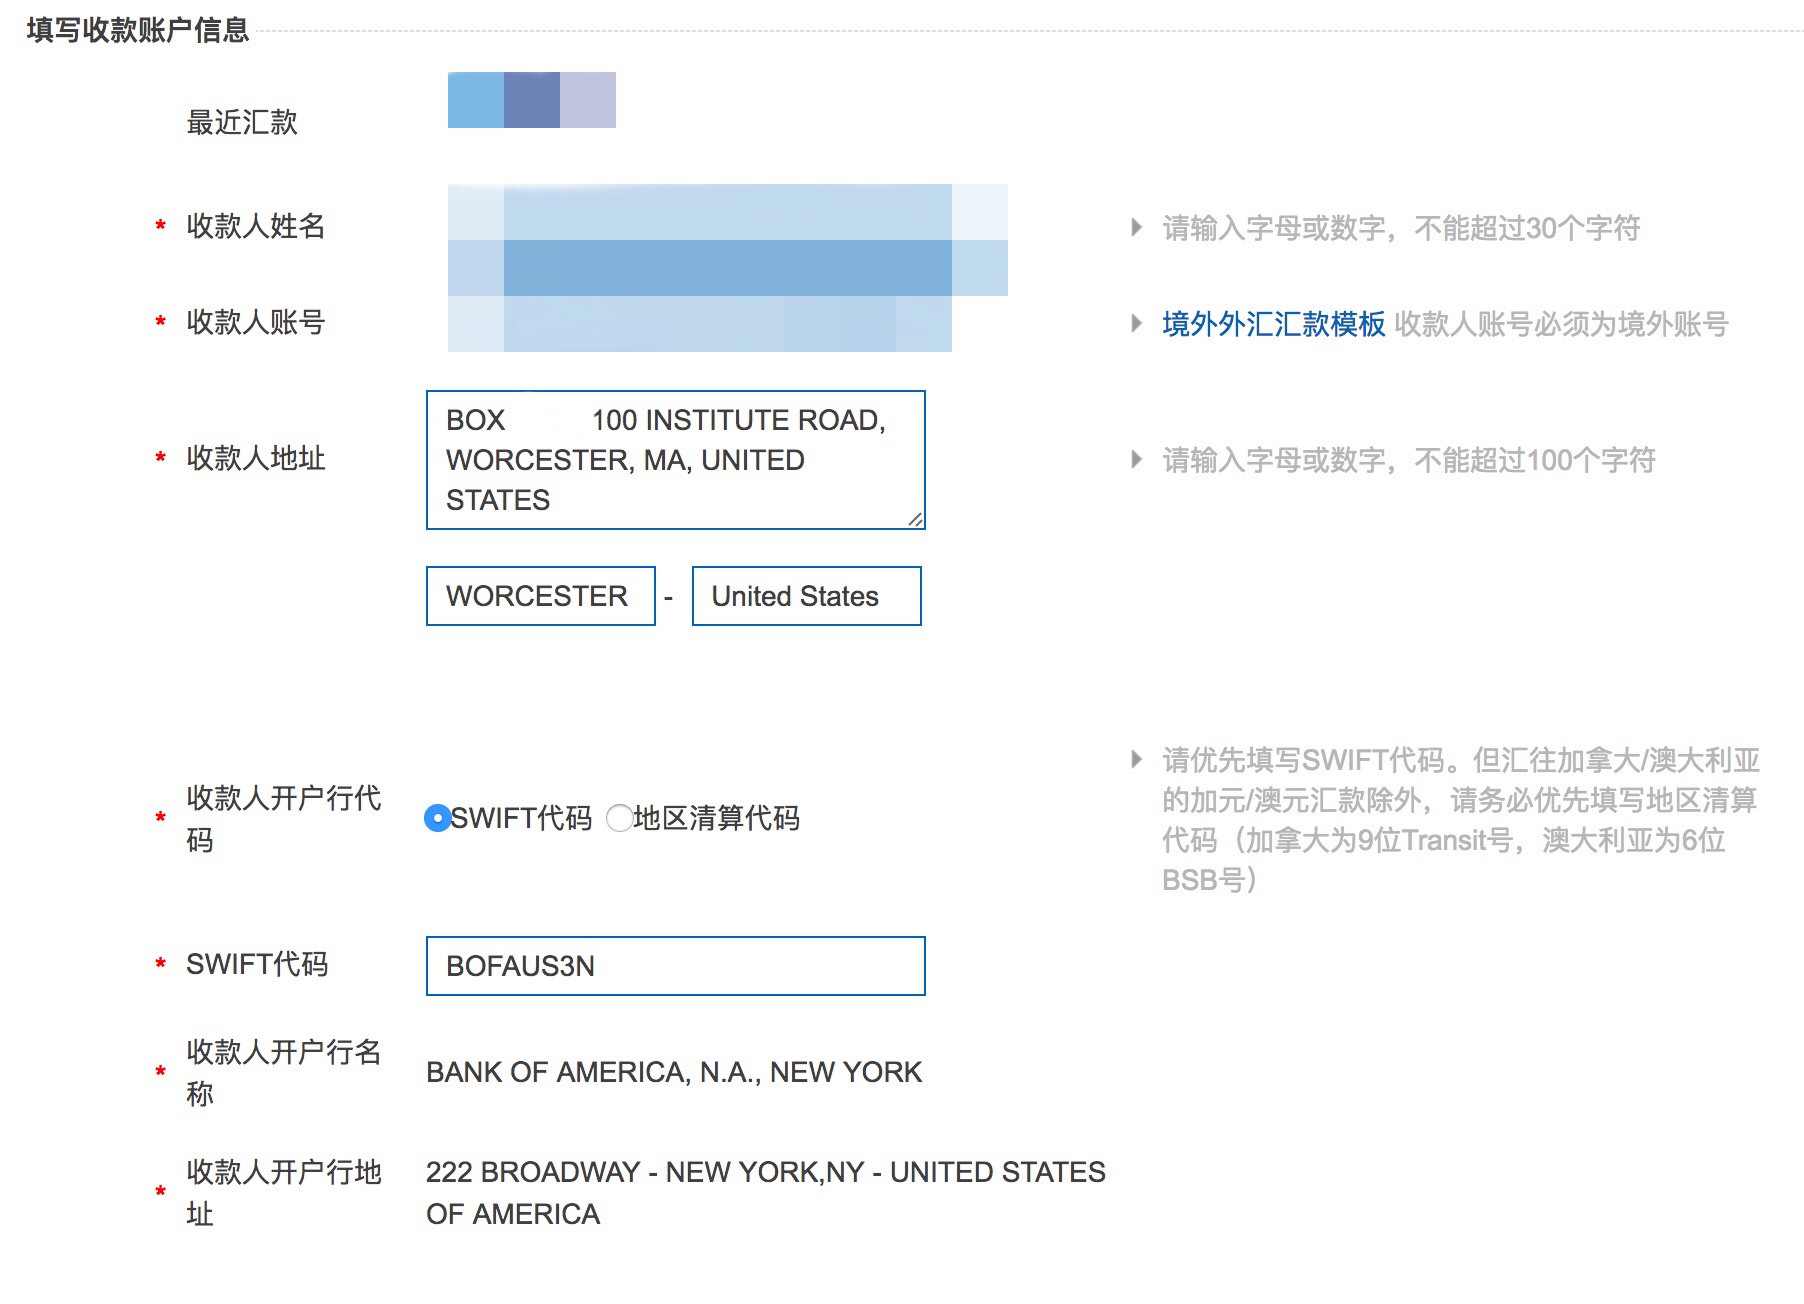 填写收款账户信息
最近汇款
* 收款人姓名
请输入字母或数字，不能超过30个字符
* 收款人账号
境外外汇汇款模板 收款人账号必须为境外账号
* 收款人地址
BOX 100 INSTITUTE ROAD,
WORCESTER, MA, UNITED
STATES
请输入字母或数字，不能超过100个字符
WORCESTER - United States
* 收款人开户行代
码
SWIFT代码 地区清算代码
请优先填写SWIFT代码。但汇往加拿大/澳大利亚
的加元/澳元汇款除外，请务必优先填写地区清算
代码（加拿大为9位Transit号，澳大利亚为6位
BSB号）
* SWIFT代码
BOFAUS3N
* 收款人开户行名
称
BANK OF AMERICA, N.A., NEW YORK
* 收款人开户行地
址
222 BROADWAY - NEW YORK,NY - UNITED STATES
OF AMERICA